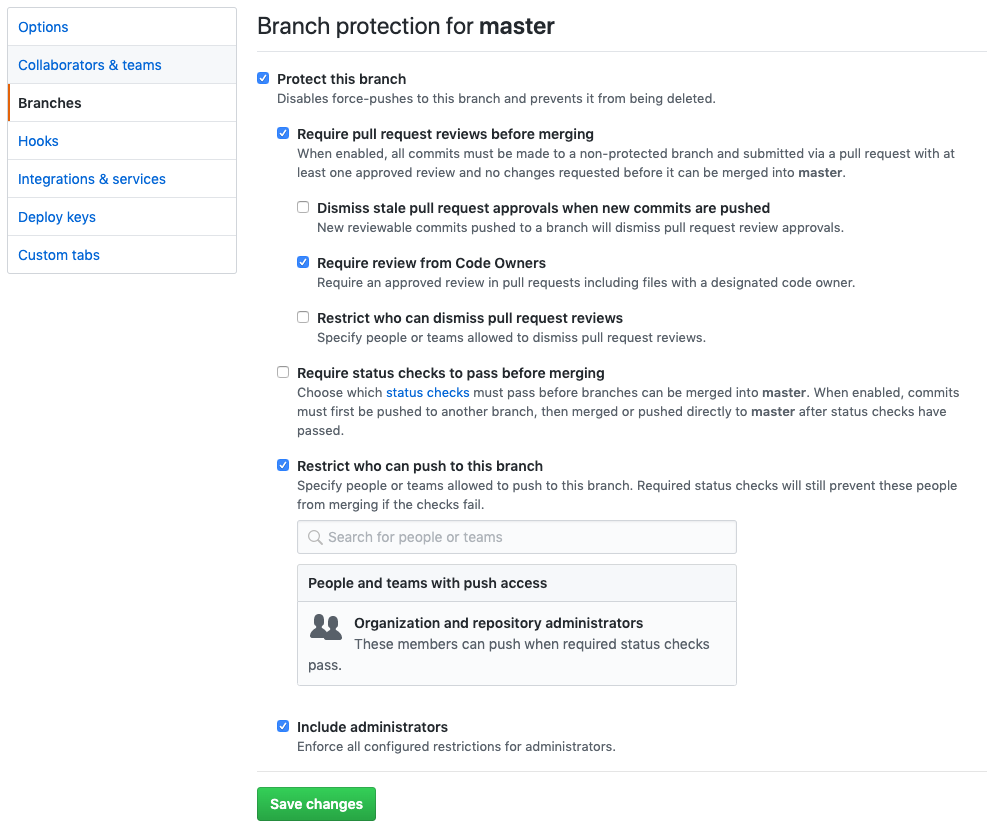 Options
Collaborators & teams
Branches
Hooks
Integrations & services
Deploy keys
Custom tabs
Branch protection for master
Protect this branch
Disables force-pushes to this branch and prevents it from being deleted.
Require pull request reviews before merging
When enabled, all commits must be made to a non-protected branch and submitted via a pull request with at
least one approved review and no changes requested before it can be merged into master.
Dismiss stale pull request approvals when new commits are pushed
New reviewable commits pushed to a branch will dismiss pull request review approvals.
Require review from Code Owners
Require an approved review in pull requests including files with a designated code owner.
Restrict who can dismiss pull request reviews
Specify people or teams allowed to dismiss pull request reviews.
Require status checks to pass before merging
Choose which status checks must pass before branches can be merged into master. When enabled, commits
must first be pushed to another branch, then merged or pushed directly to master after status checks have
passed.
Restrict who can push to this branch
Specify people or teams allowed to push to this branch. Required status checks will still prevent these people
from merging if the checks fail.
Search for people or teams
People and teams with push access
Organization and repository administrators
These members can push when required status checks
pass.
Include administrators
Enforce all configured restrictions for administrators.
Save changes